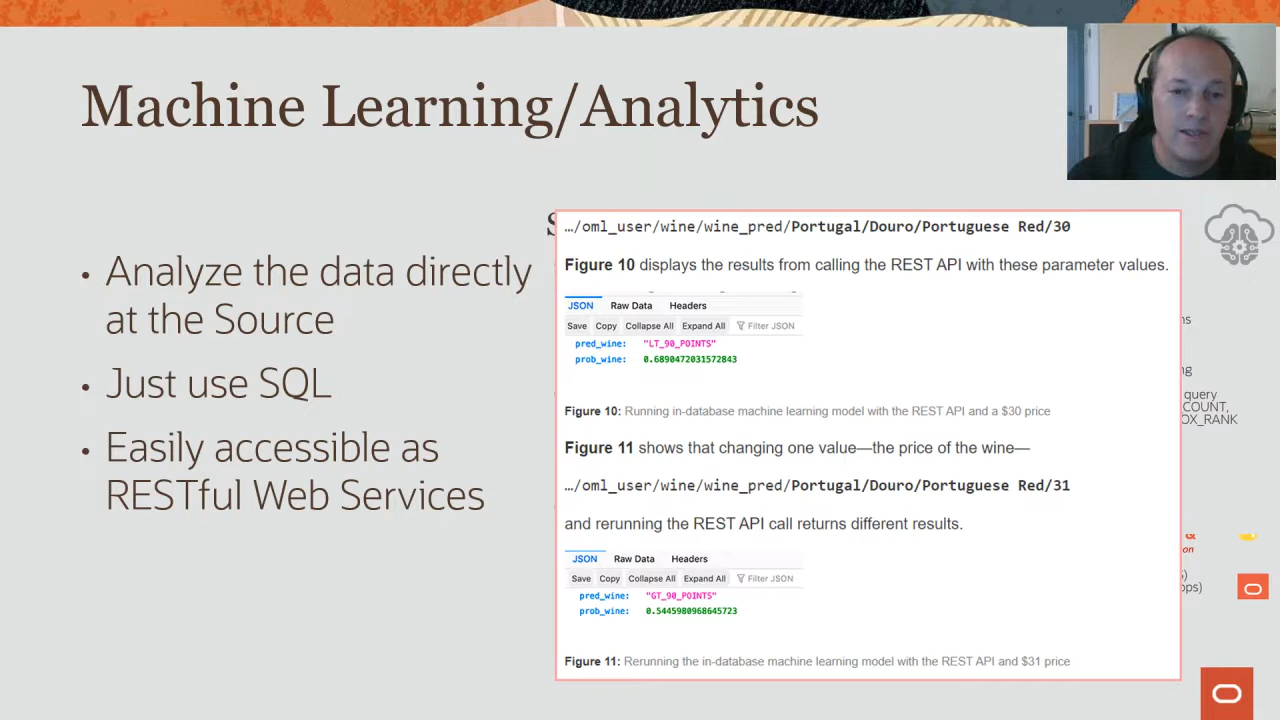 Machine Learning/Analytics
• Analyze the data directly
at the Source
• Just use SQL
• Easily accessible as
RESTful Web Services
…/oml_user/wine/wine_pred/Portugal/Douro/Portuguese Red/30
Figure 10 displays the results from calling the REST API with these parameter values.
JSON Raw Data Headers
Save Copy Collapse All Expand All Filter JSON
pred_wine: "LT_90_POINTS"
prob_wine: 0.6890472031572843
Figure 10: Running in-database machine learning model with the REST API and a $30 price
Figure 11 shows that changing one value—the price of the wine—
…/oml_user/wine/wine_pred/Portugal/Douro/Portuguese Red/31
and rerunning the REST API call returns different results.
JSON Raw Data Headers
Save Copy Collapse All Expand All Filter JSON
pred_wine: "GT_90_POINTS"
prob_wine: 0.5445980968645723
Figure 11: Rerunning the in-database machine learning model with the REST API and $31 price
query
COUNT,
OX_RANK